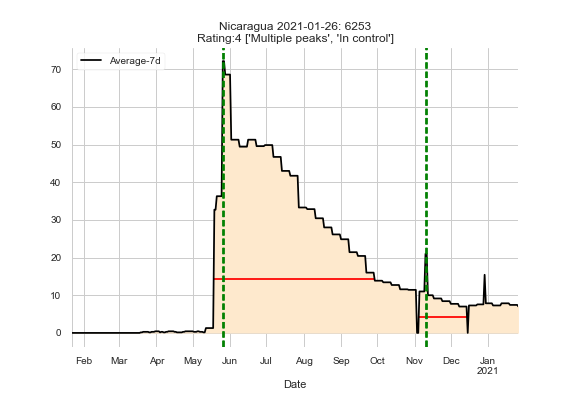 Nicaragua 2021-01-26: 6253
Rating:4 ['Multiple peaks', 'In control']
Average-7d
70
60
50
40
30
20
10
0
Feb Mar Apr May Jun Jul Aug Sep Oct Nov Dec Jan
2021
Date